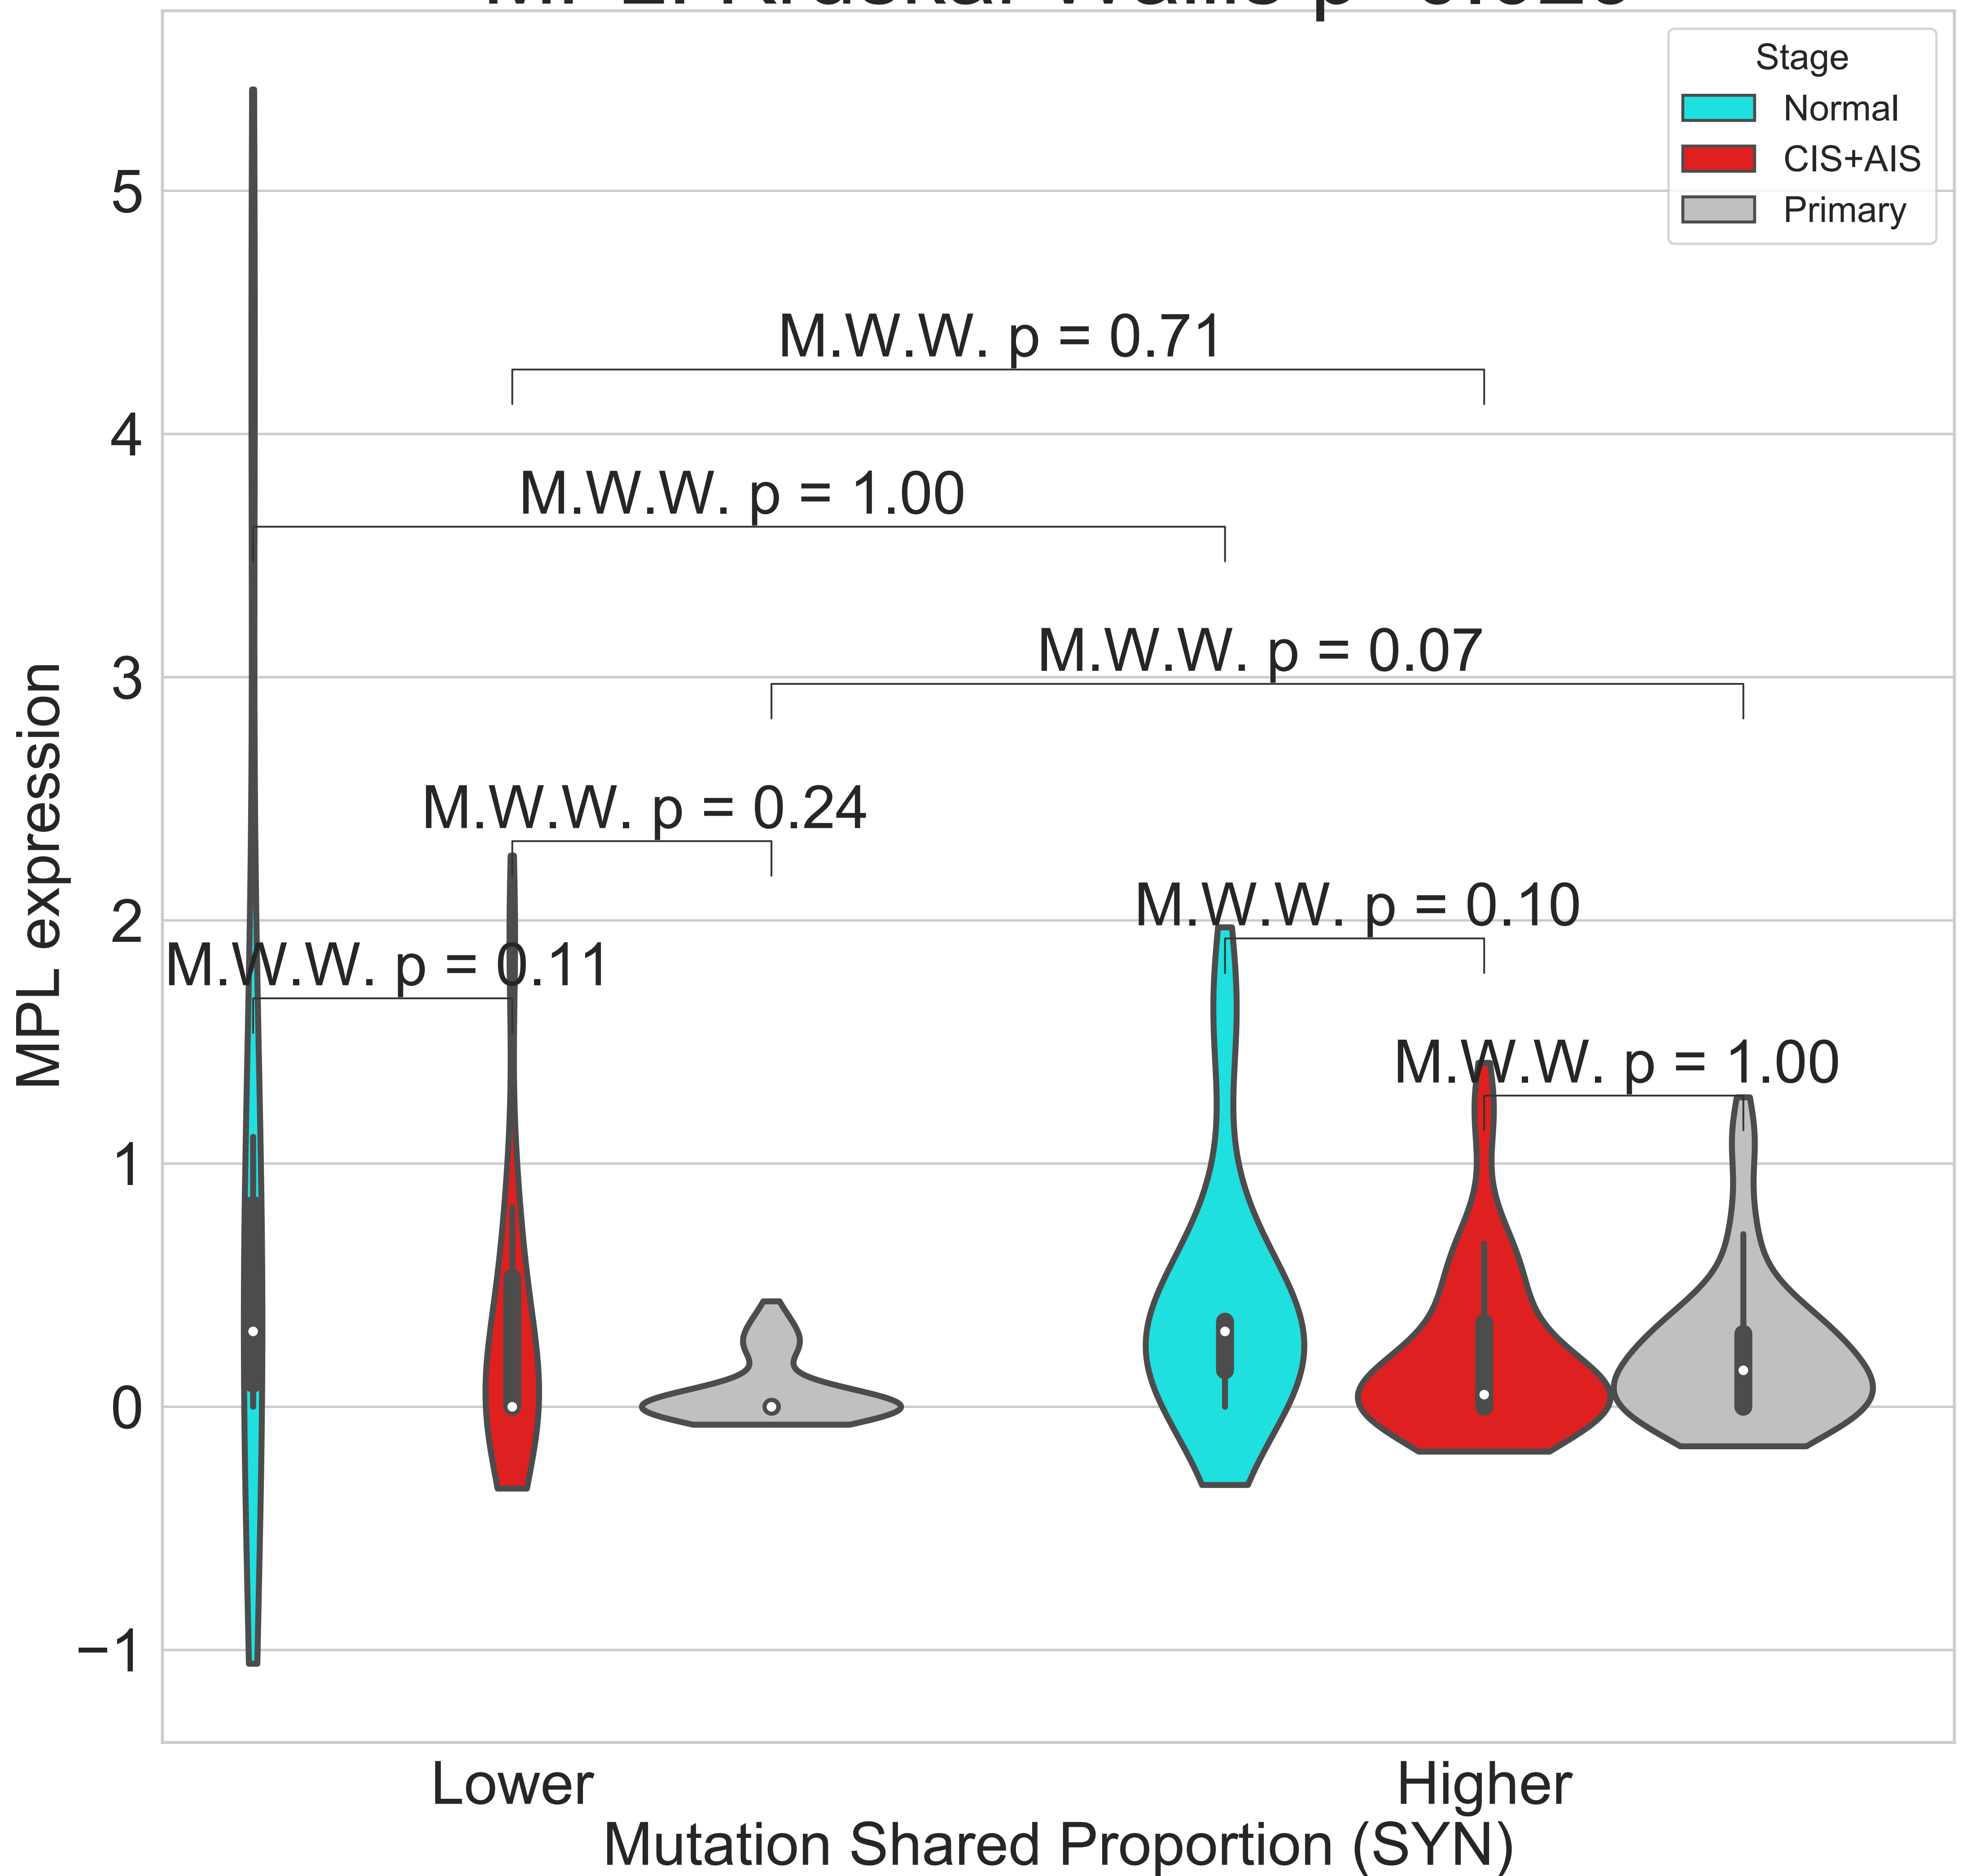 Stage
Normal
CIS+AIS
Primary
5
4
3
2
1
0
−1
MPL expression
M.W.W. p = 0.71
M.W.W. p = 1.00
M.W.W. p = 0.07
M.W.W. p = 0.24
M.W.W. p = 0.10
M.W.W. p = 0.11
M.W.W. p = 1.00
Lower
Higher
Mutation Shared Proportion (SYN)